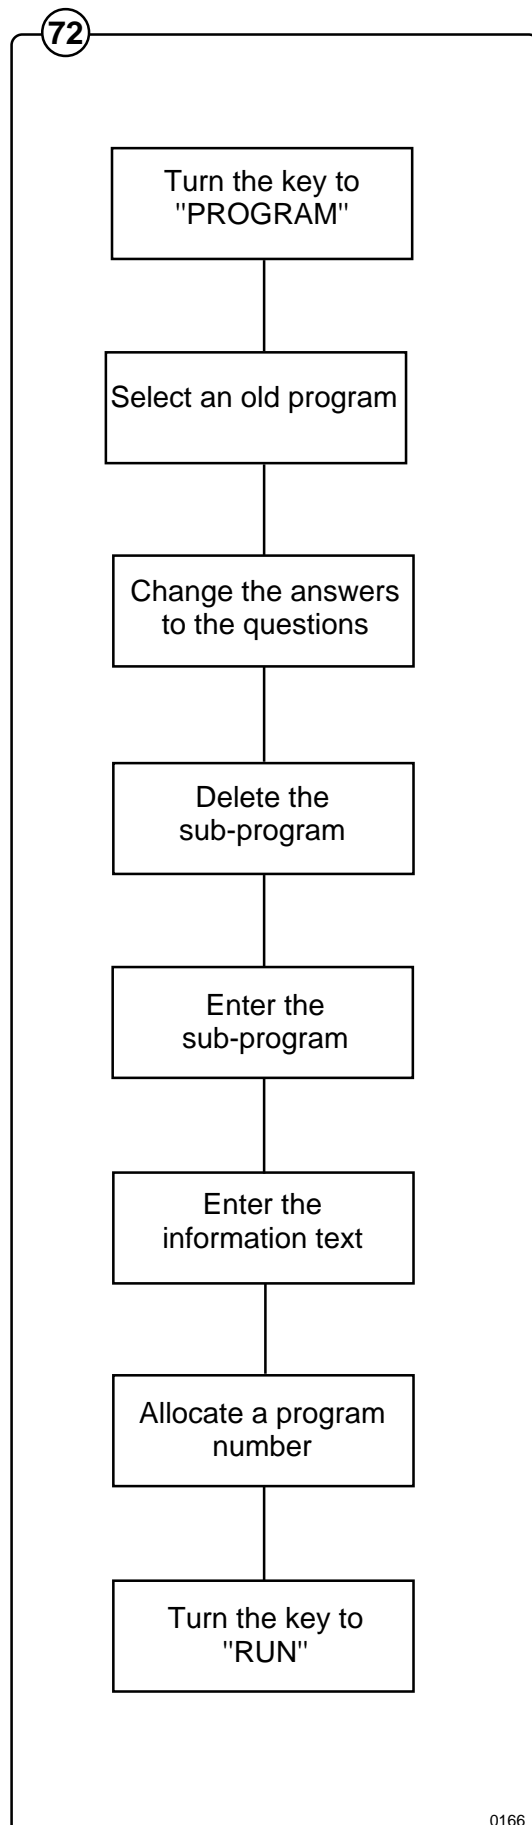 72
Turn the key to
"PROGRAM"
Select an old program
Change the answers
to the questions
Delete the
sub-program
Enter the
sub-program
Enter the
information text
Allocate a program
number
Turn the key to
"RUN"
0166